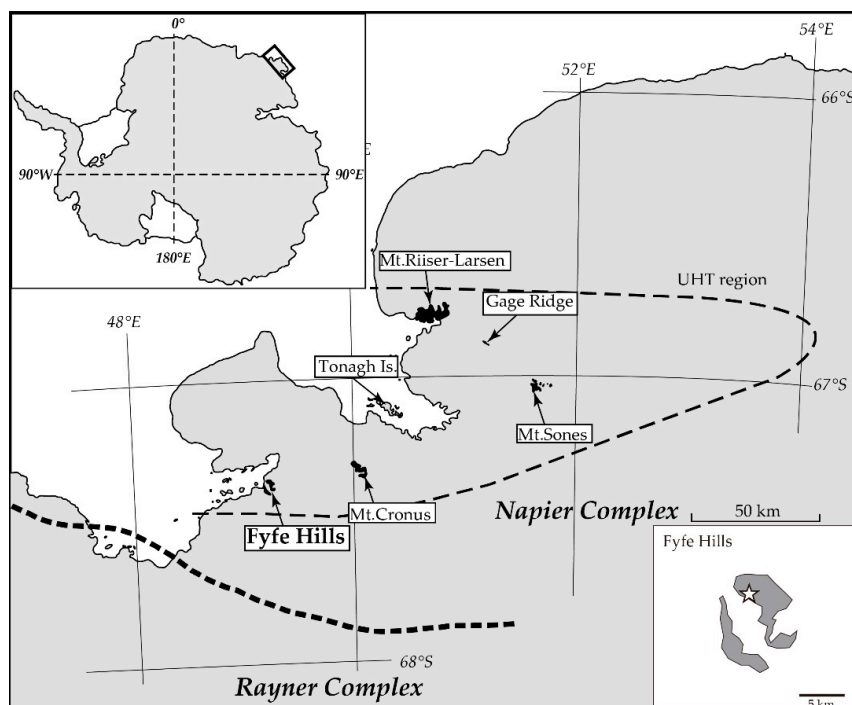 0°
90°W
90°E
180°E
E
54°E
52°E
66°S
Mt.Riiser-Larsen
UHT region
Gage Ridge
48°E
Tonagh Is.
67°S
Mt.Sones
Mt.Cronus
Napier Complex
Fyfe Hills
50 km
Fyfe Hills
68°S
Rayner Complex
5 km